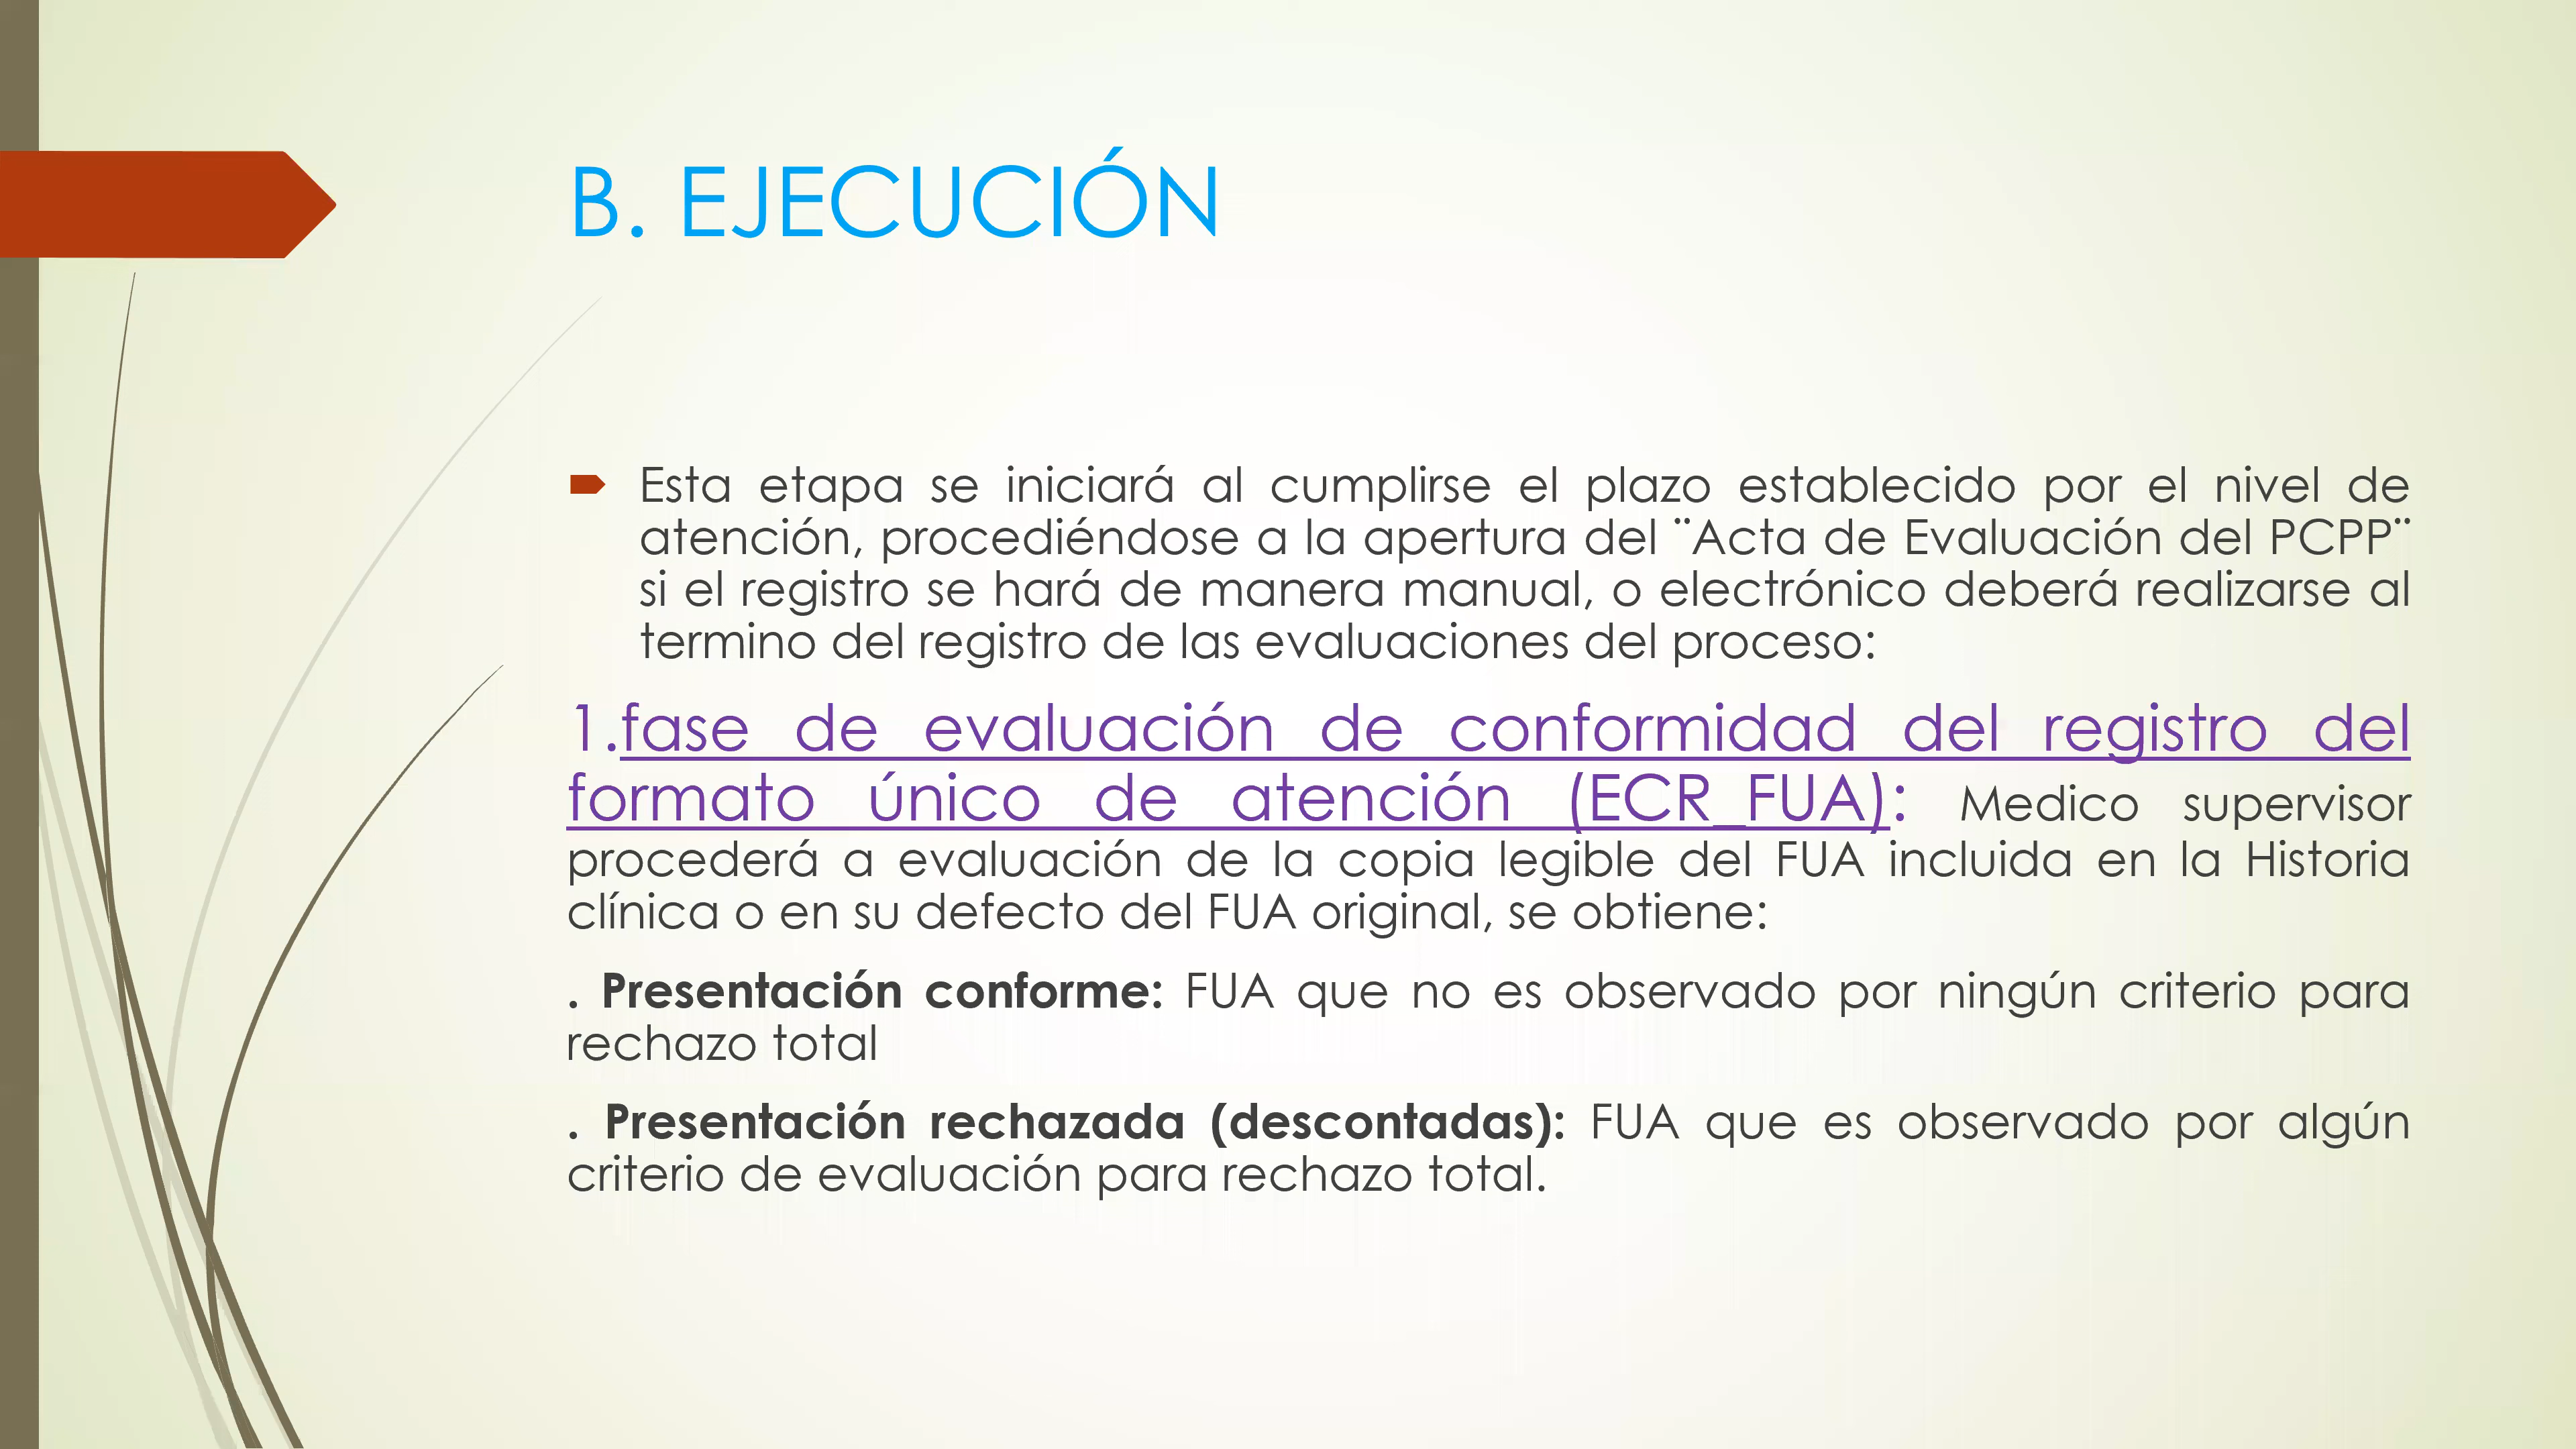 B. EJECUCIÓN
Esta etapa se iniciará al cumplirse el plazo establecido por el nivel de
atención, procediéndose a la apertura del ¨Acta de Evaluación del PCPP¨
si el registro se hará de manera manual, o electrónico deberá realizarse al
termino del registro de las evaluaciones del proceso:
1.fase de evaluación de conformidad del registro del
formato único de atención (ECR_FUA): Medico supervisor
procederá a evaluación de la copia legible del FUA incluida en la Historia
clínica o en su defecto del FUA original, se obtiene:
. Presentación conforme: FUA que no es observado por ningún criterio para
rechazo total
. Presentación rechazada (descontadas): FUA que es observado por algún
criterio de evaluación para rechazo total.